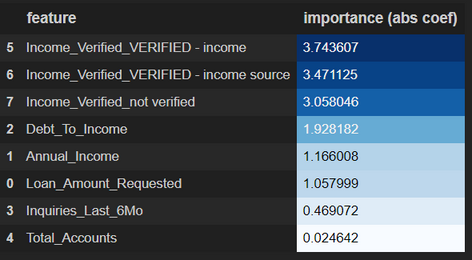 feature importance (abs coef)
5 Income_Verified_VERIFIED - income 3.743607
6 Income_Verified_VERIFIED - income source 3.471125
7 Income_Verified_not verified 3.058046
2 Debt_To_Income 1.928182
1 Annual_Income 1.166008
0 Loan_Amount_Requested 1.057999
3 Inquiries_Last_6Mo 0.469072
4 Total_Accounts 0.024642